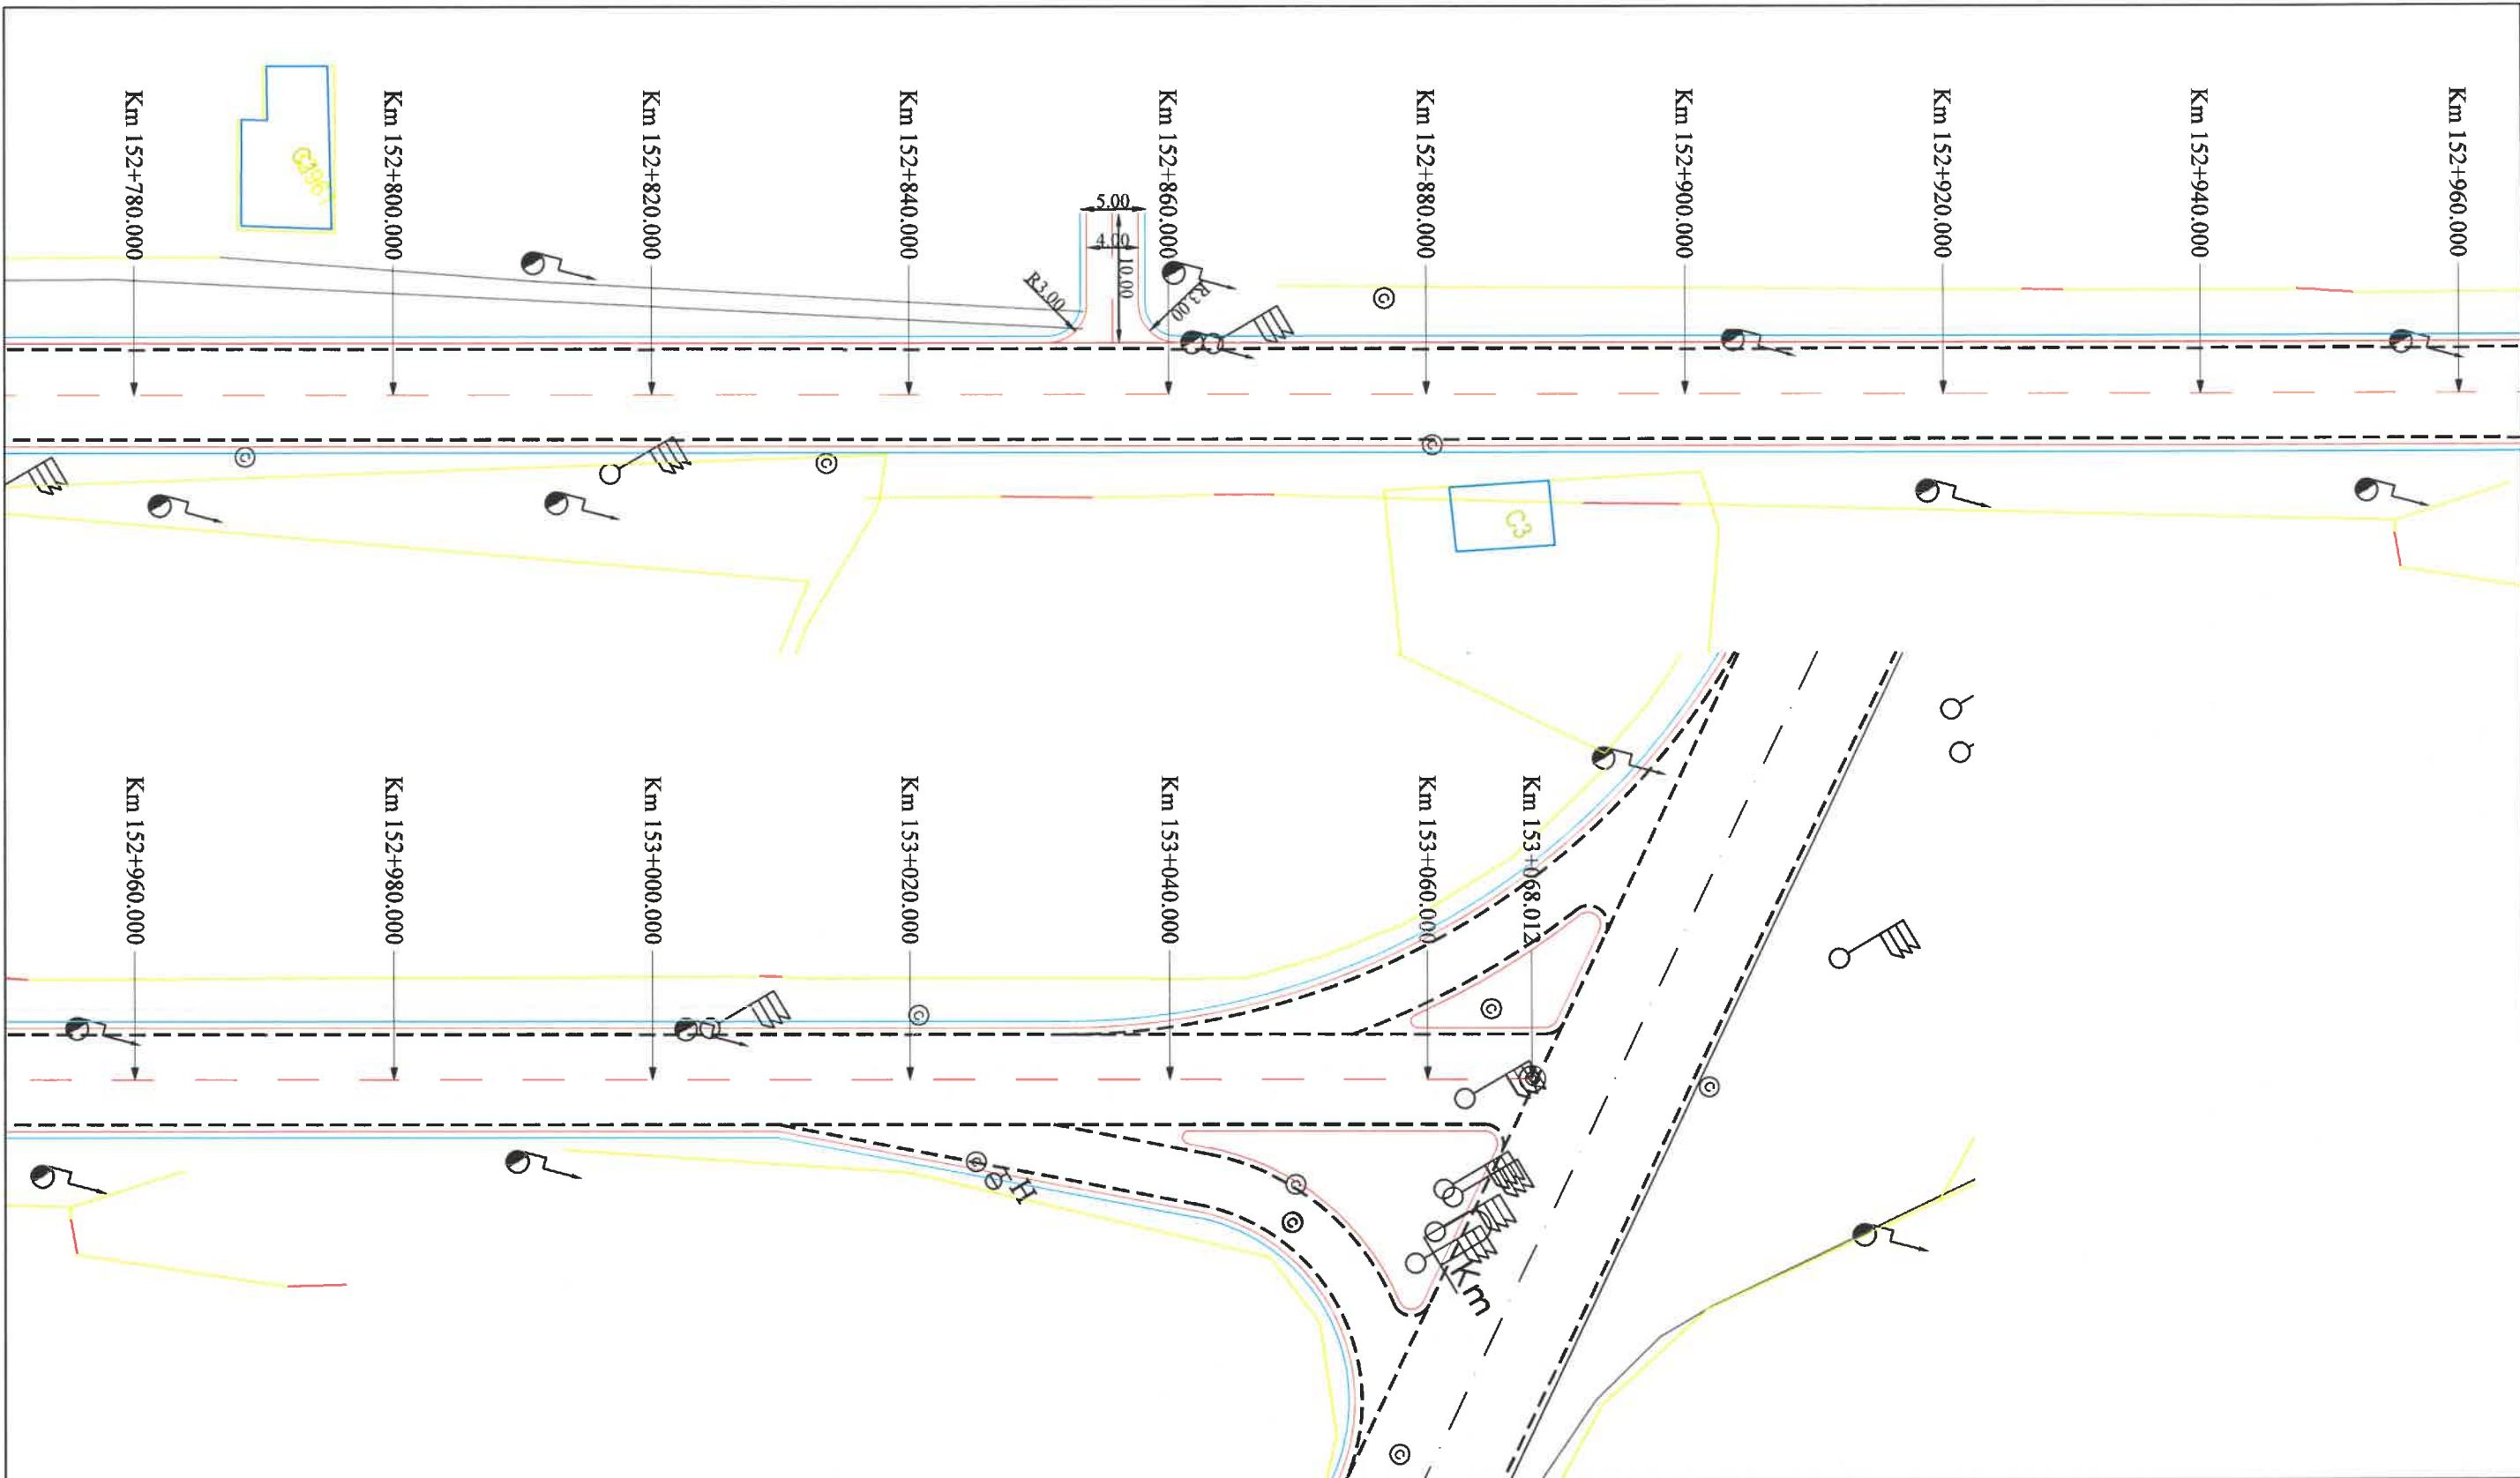 Km 152+780.000
Km 152+800.000
Km 152+820.000
Km 152+840.000
Km 152+860.000
Km 152+880.000
Km 152+900.000
Km 152+920.000
Km 152+940.000
Km 152+960.000
5.00
4.00
10.00
R3.00
R3.00
C3
Km 152+960.000
Km 152+980.000
Km 153+000.000
Km 153+020.000
Km 153+040.000
Km 153+060.000
Km 153+068.012
H
Km